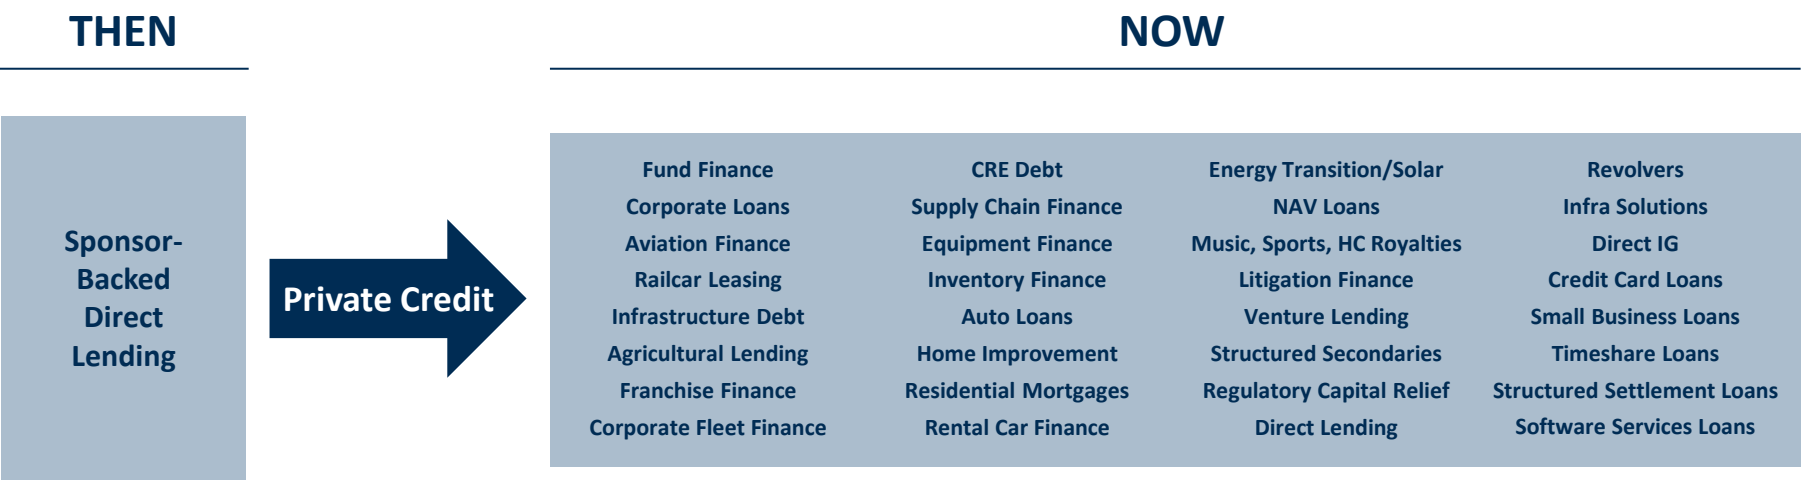 THEN
NOW
Sponsor-
Backed
Direct
Lending
Private Credit
Fund Finance
Corporate Loans
Aviation Finance
Railcar Leasing
Infrastructure Debt
Agricultural Lending
Franchise Finance
Corporate Fleet Finance
CRE Debt
Supply Chain Finance
Equipment Finance
Inventory Finance
Auto Loans
Home Improvement
Residential Mortgages
Rental Car Finance
Energy Transition/Solar
NAV Loans
Music, Sports, HC Royalties
Litigation Finance
Venture Lending
Structured Secondaries
Regulatory Capital Relief
Direct Lending
Revolvers
Infra Solutions
Direct IG
Credit Card Loans
Small Business Loans
Timeshare Loans
Structured Settlement Loans
Software Services Loans